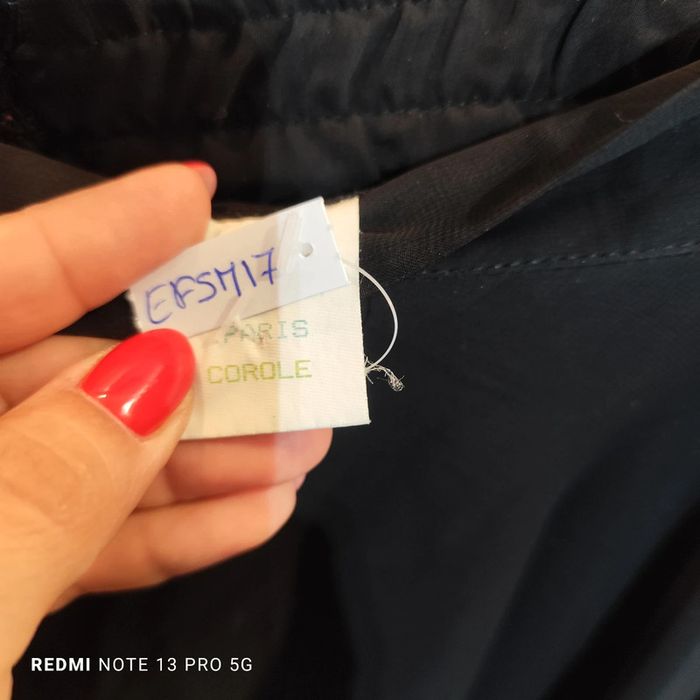 EFSM17
.PARIS
COROLE
REDMI NOTE 13 PRO 5G